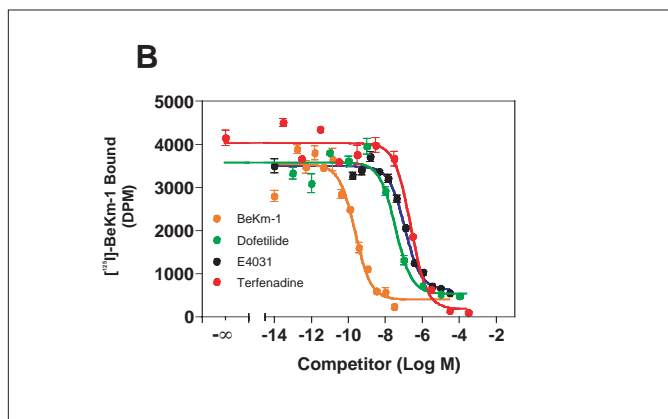 B
5000
4000
3000
2000
1000
0
[¹²⁵I]-BeKm-1 Bound
(DPM)
BeKm-1
Dofetilide
E4031
Terfenadine
-∞ -14 -12 -10 -8 -6 -4 -2
Competitor (Log M)